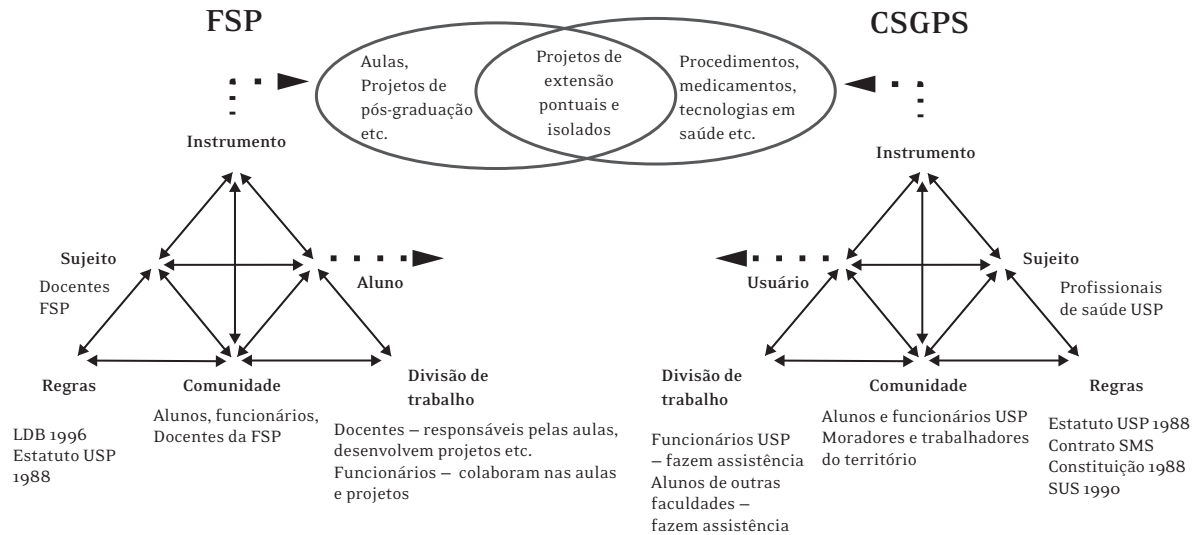 FSP
CSGPS
Aulas,
Projetos de
pós-graduação
etc.
Projetos de
extensão
pontuais e
isolados
Procedimentos,
medicamentos,
tecnologias em
saúde etc.
Instrumento
Sujeito
Docentes
FSP
Aluno
Regras
LDB 1996
Estatuto USP
1988
Comunidade
Alunos, funcionários,
Docentes da FSP
Divisão de
trabalho
Docentes – responsáveis pelas aulas,
desenvolvem projetos etc.
Funcionários – colaboram nas aulas
e projetos
Instrumento
Usuário
Sujeito
Profissionais
de saúde USP
Divisão de
trabalho
Funcionários USP
– fazem assistência
Alunos de outras
faculdades –
fazem assistência
Comunidade
Alunos e funcionários USP
Moradores e trabalhadores
do território
Regras
Estatuto USP 1988
Contrato SMS
Constituição 1988
SUS 1990